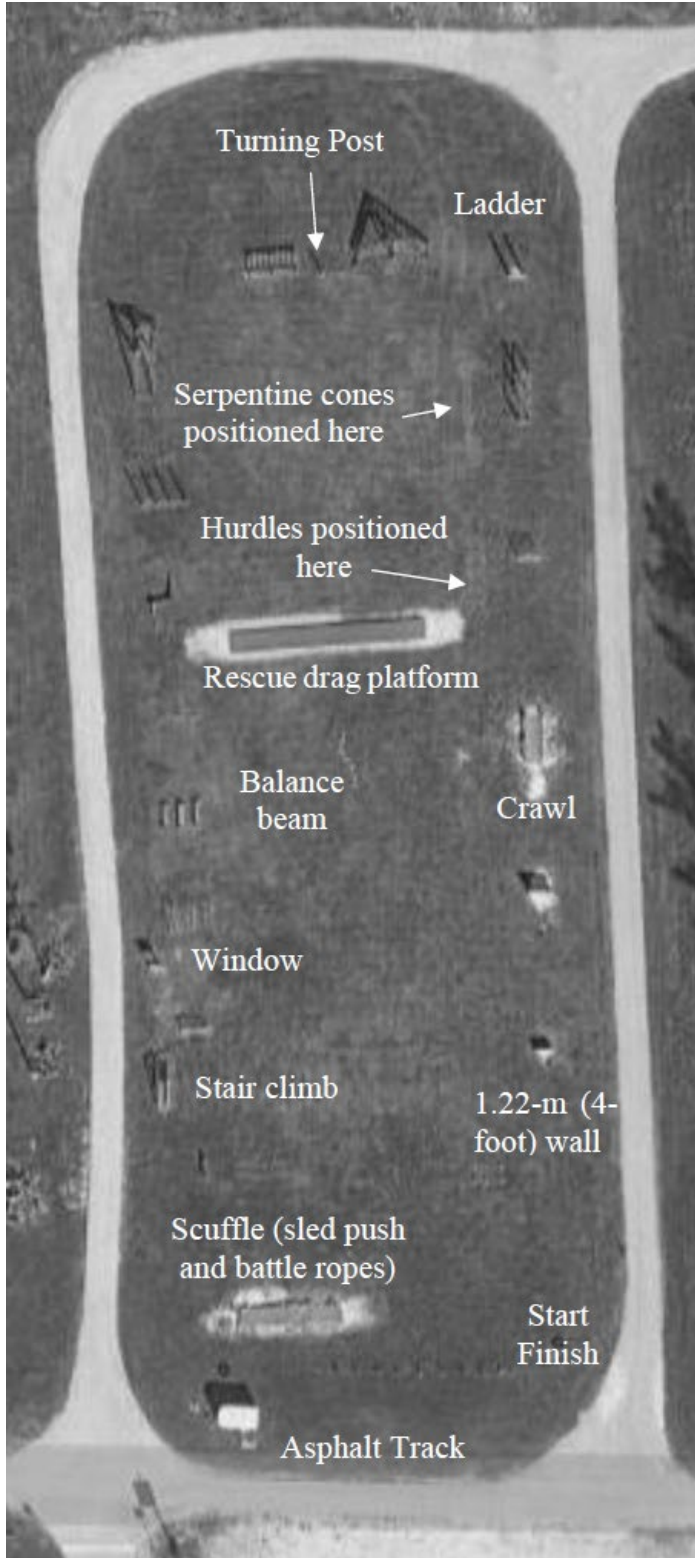 Turning Post
Ladder
Serpentine cones
positioned here
Hurdles positioned
here
Rescue drag platform
Balance
beam
Crawl
Window
Stair climb
1.22-m (4-
foot) wall
Scuffle (sled push
and battle ropes)
Start
Finish
Asphalt Track